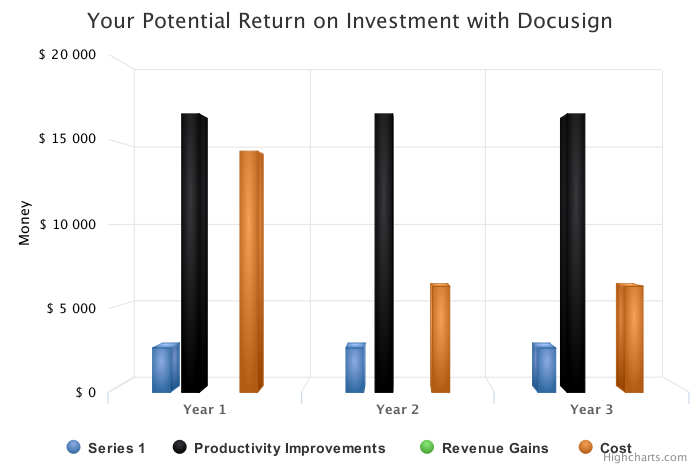 Your Potential Return on Investment with Docusign
$ 20 000
$ 15 000
$ 10 000
$ 5 000
$ 0
Money
Year 1
Year 2
Year 3
Series 1
Productivity Improvements
Revenue Gains
Cost
Highcharts.com